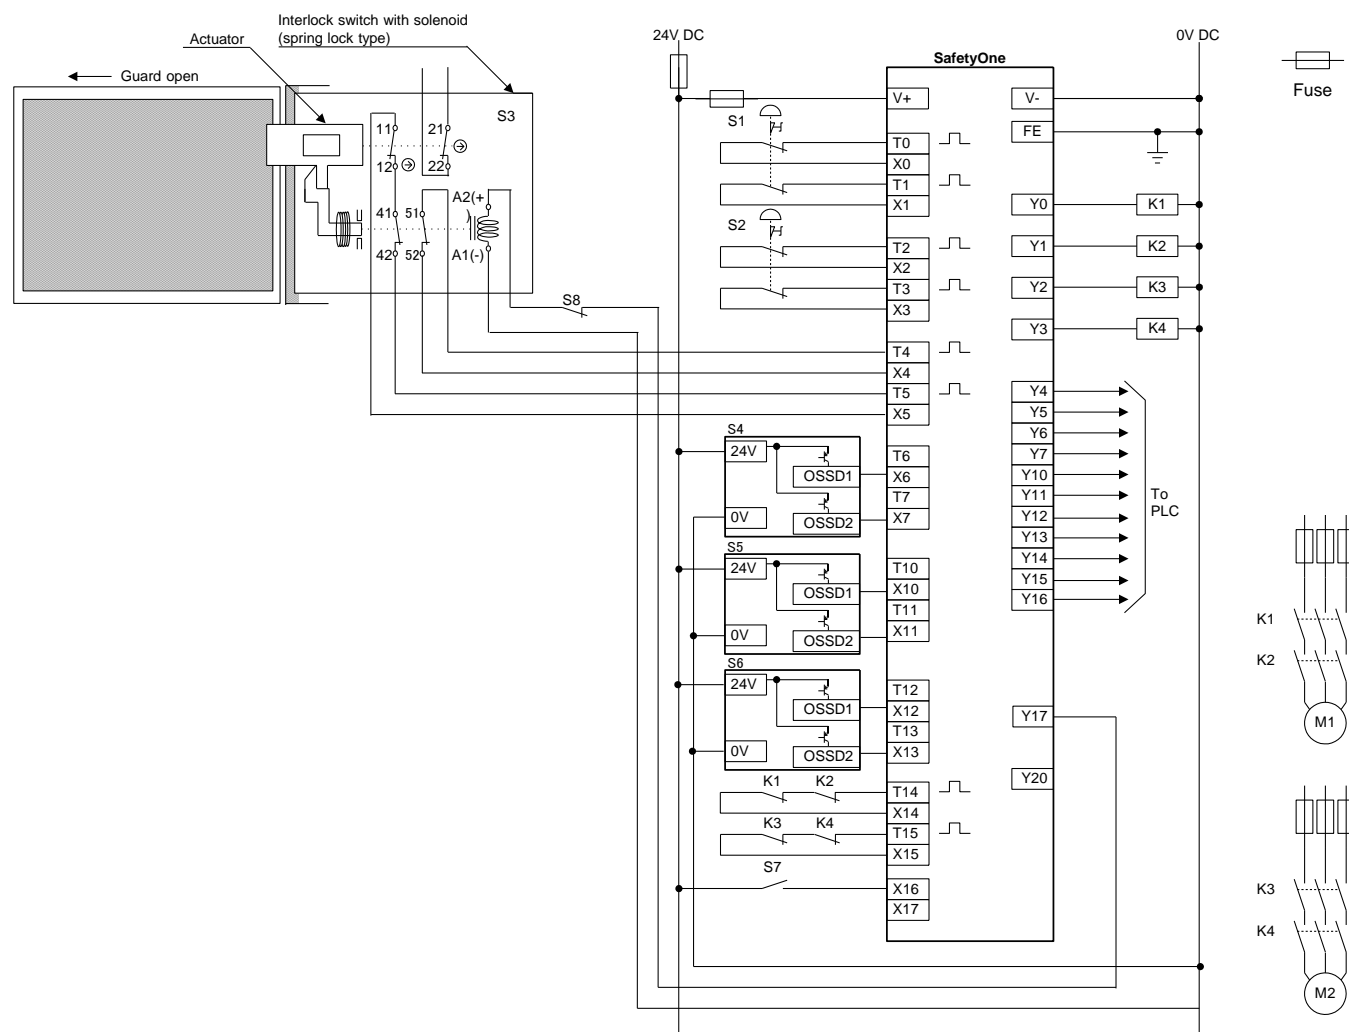 Interlock switch with solenoid
(spring lock type)
Actuator
Guard open
S3
11
21
12
22
A2(+
)
41
51
A1(-)
42
52
S8
24V DC
0V DC
SafetyOne
Fuse
V+
V-
S1
FE
T0
X0
T1
X1
Y0
K1
S2
T2
X2
T3
X3
Y1
K2
Y2
K3
Y3
K4
T4
X4
T5
X5
Y4
Y5
Y6
Y7
Y10
Y11
Y12
Y13
Y14
Y15
Y16
To
PLC
S4
24V
OSSD1
0V
OSSD2
T6
X6
T7
X7
S5
24V
OSSD1
0V
OSSD2
T10
X10
T11
X11
S6
24V
OSSD1
0V
OSSD2
T12
X12
T13
X13
Y17
Y20
K1
K2
T14
X14
K3
K4
T15
X15
S7
X16
X17
K1
K2
M1
K3
K4
M2